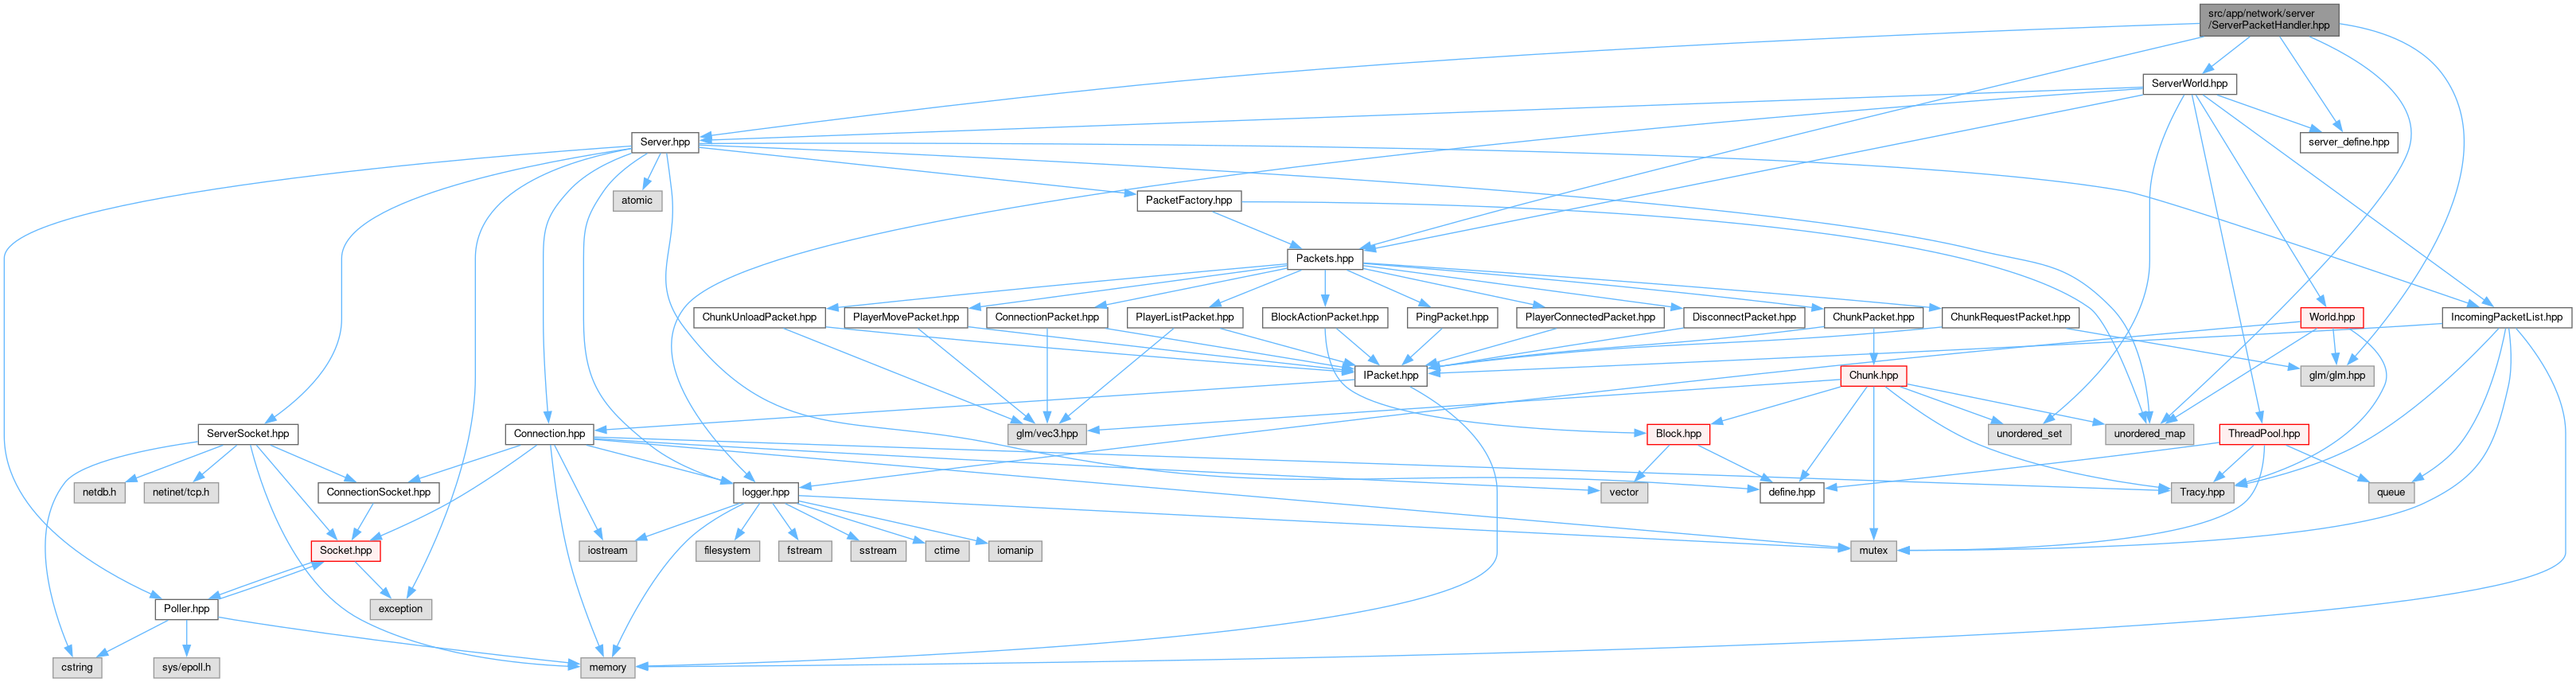 src/app/network/server
/ServerPacketHandler.hpp
ServerWorld.hpp
Server.hpp
server_define.hpp
atomic
PacketFactory.hpp
Packets.hpp
ChunkUnloadPacket.hpp
PlayerMovePacket.hpp
ConnectionPacket.hpp
PlayerListPacket.hpp
BlockActionPacket.hpp
PingPacket.hpp
PlayerConnectedPacket.hpp
DisconnectPacket.hpp
ChunkPacket.hpp
ChunkRequestPacket.hpp
World.hpp
IncomingPacketList.hpp
IPacket.hpp
Chunk.hpp
glm/glm.hpp
ServerSocket.hpp
Connection.hpp
glm/vec3.hpp
Block.hpp
unordered_set
unordered_map
ThreadPool.hpp
netdb.h
netinet/tcp.h
ConnectionSocket.hpp
logger.hpp
vector
define.hpp
Tracy.hpp
queue
Socket.hpp
iostream
filesystem
fstream
sstream
ctime
iomanip
mutex
Poller.hpp
exception
cstring
sys/epoll.h
memory